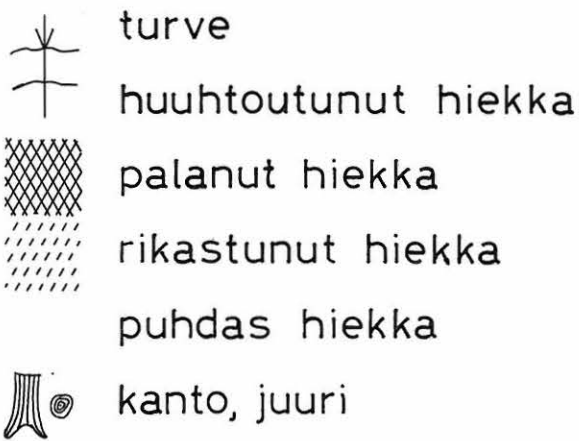 turve
huuhtoutunut hiekka
palanut hiekka
rikastunut hiekka
puhdas hiekka
kanto, juuri